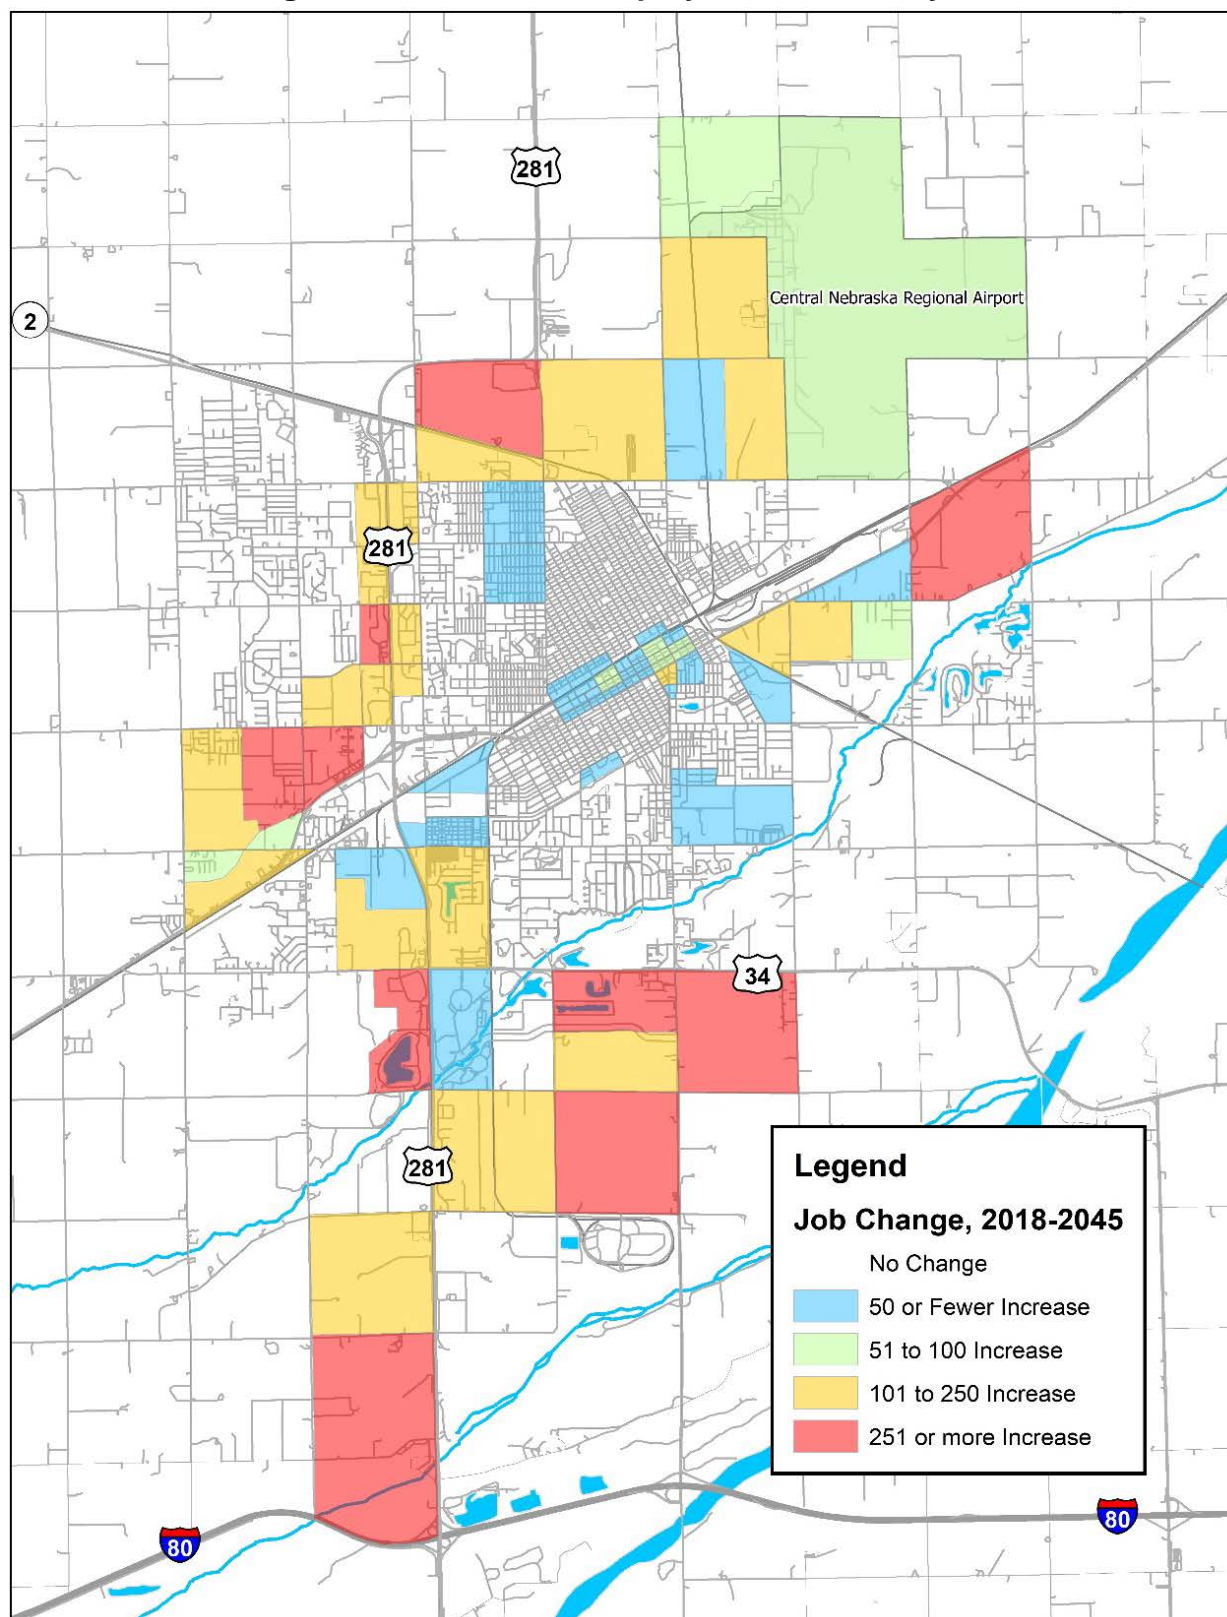 281
2
Central Nebraska Regional Airport
281
34
281
Legend
Job Change, 2018-2045
No Change
50 or Fewer Increase
51 to 100 Increase
101 to 250 Increase
251 or more Increase
80
80